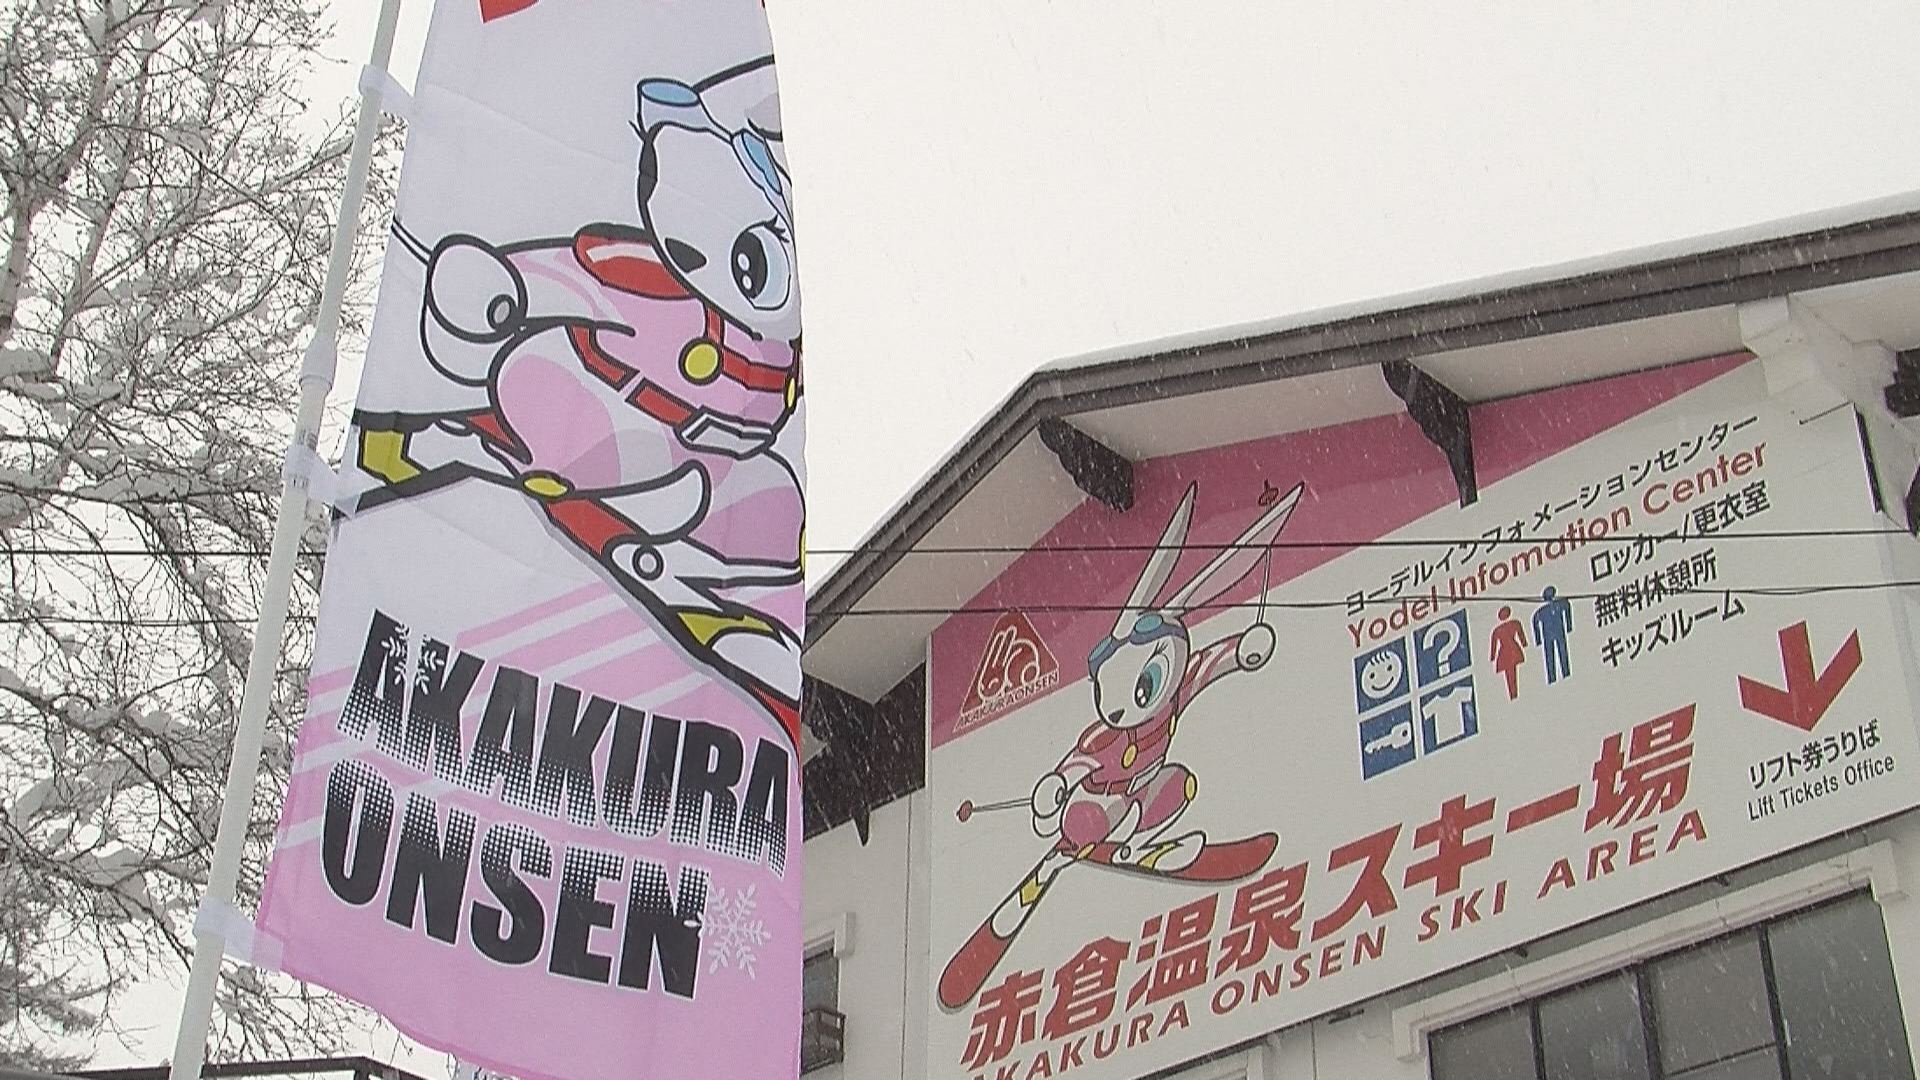 AKAKURA
ONSEN
ヨーデルインフォメーションセンター
Yodel Infomation Center
ロッカー/更衣室
無料休憩所
キッズルーム
?
AKAKURAONSEN
リフト券うりば
Lift Tickets Office
赤倉温泉スキー場
AKAKURA ONSEN SKI AREA